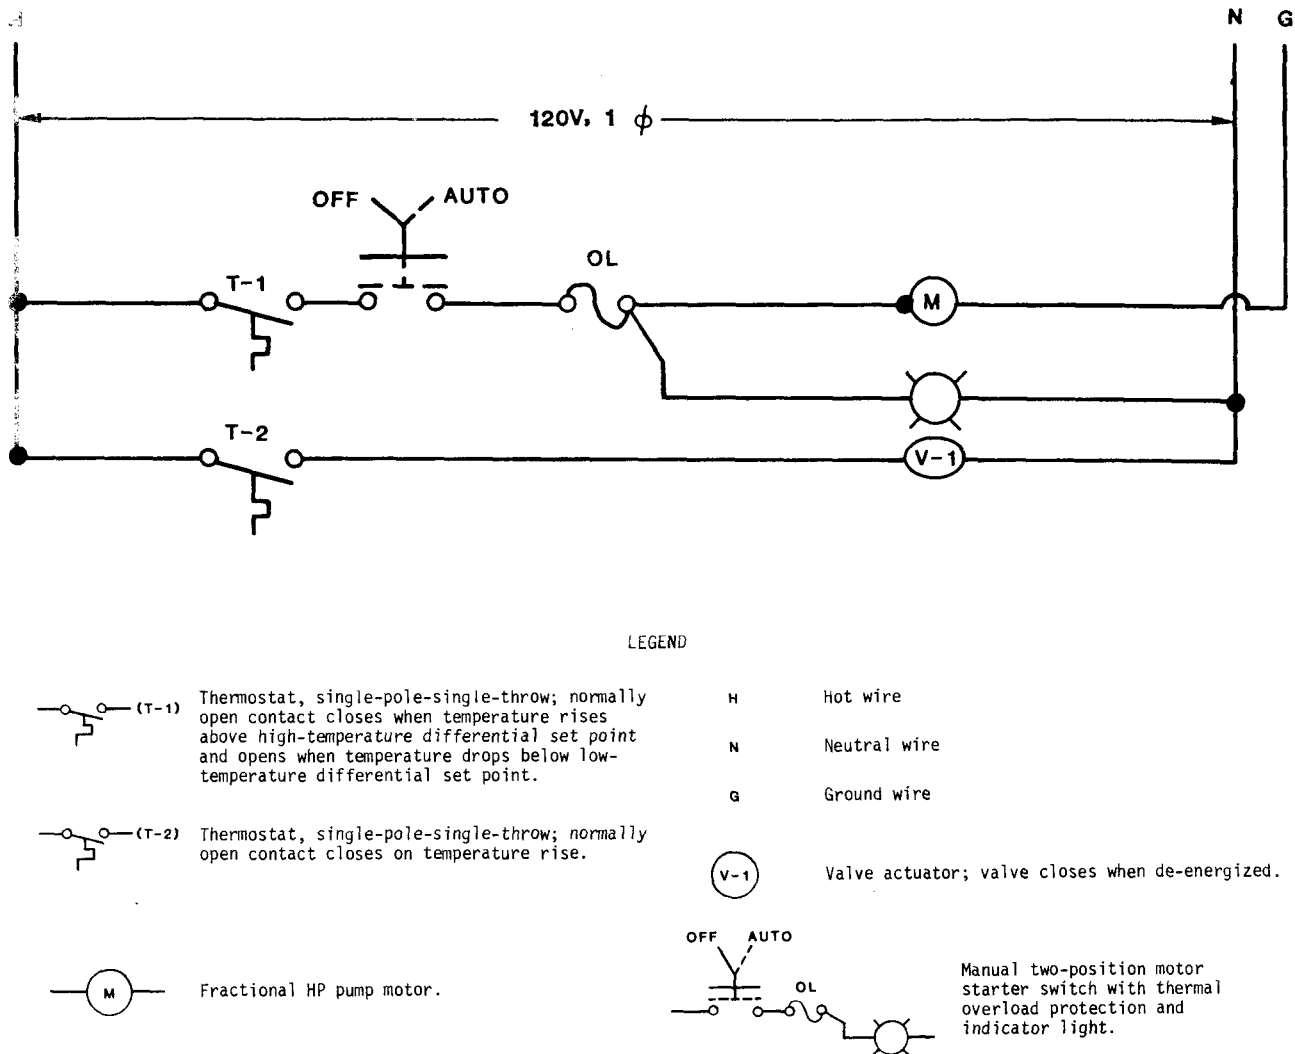 H N G
120V, 1 ϕ
OFF AUTO
OL
T-1
M
T-2
V-1
LEGEND
(T-1) Thermostat, single-pole-single-throw; normally
open contact closes when temperature rises
above high-temperature differential set point
and opens when temperature drops below low-
temperature differential set point.
(T-2) Thermostat, single-pole-single-throw; normally
open contact closes on temperature rise.
M Fractional HP pump motor.
H Hot wire
N Neutral wire
G Ground wire
V-1 Valve actuator; valve closes when de-energized.
OFF AUTO
OL
Manual two-position motor
starter switch with thermal
overload protection and
indicator light.